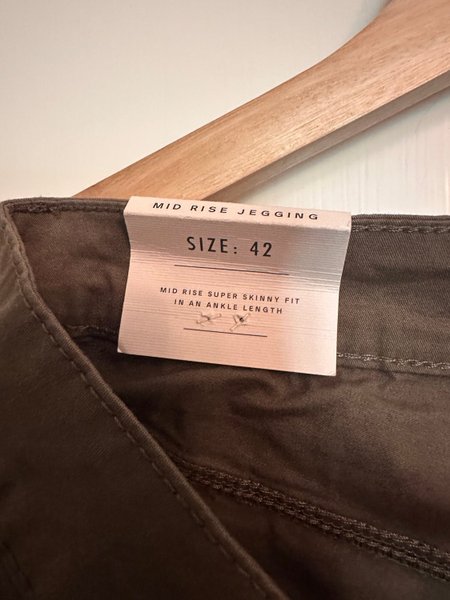 MID RISE JEGGING
SIZE: 42
MID RISE SUPER SKINNY FIT
IN AN ANKLE LENGTH